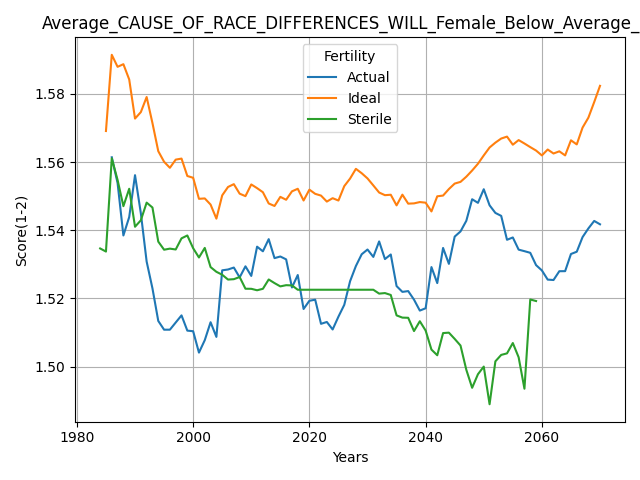 Average_CAUSE_OF_RACE_DIFFERENCES_WILL_Female_Below_Average_
Fertility
Actual
Ideal
Sterile
Score(1-2)
1.58
1.56
1.54
1.52
1.50
1980
2000
2020
2040
2060
Years